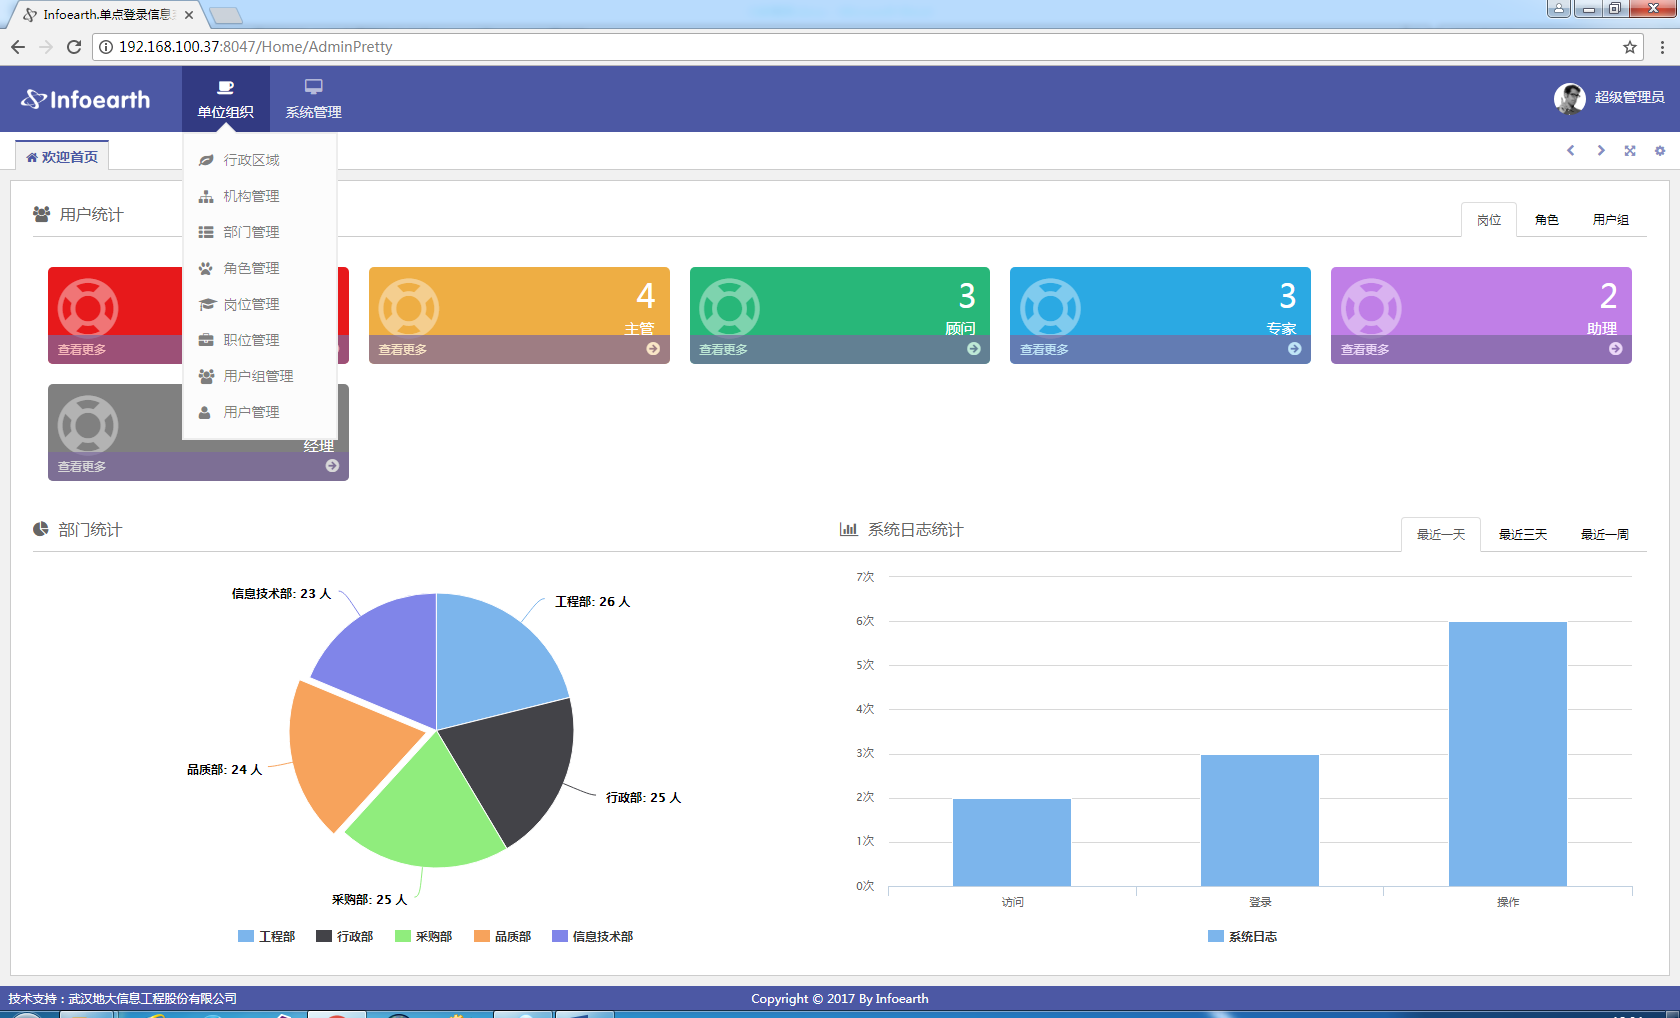 Infoearth.单点登录信息
192.168.100.37:8047/Home/AdminPretty
Infoearth
单位组织
系统管理
超级管理员
欢迎首页
行政区域
机构管理
部门管理
角色管理
岗位管理
职位管理
用户组管理
用户管理
用户统计
岗位
角色
用户组
查看更多
4
主管
查看更多
3
顾问
查看更多
3
专家
查看更多
2
助理
查看更多
经理
查看更多
部门统计
信息技术部: 23 人
工程部: 26 人
品质部: 24 人
行政部: 25 人
采购部: 25 人
工程部
行政部
采购部
品质部
信息技术部
系统日志统计
最近一天
最近三天
最近一周
7次
6次
5次
4次
3次
2次
1次
0次
访问
登录
操作
系统日志
技术支持：武汉地大信息工程股份有限公司
Copyright © 2017 By Infoearth